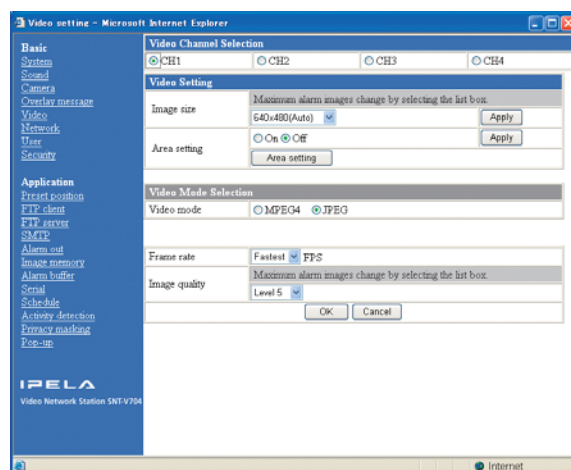 Video setting - Microsoft Internet Explorer
Basic
System
Sound
Camera
Overlay message
Video
Network
User
Security
Application
Preset position
FTP client
FTP server
SMTP
Alarm out
Image memory
Alarm buffer
Serial
Schedule
Activity detection
Privacy masking
Pop-up
IPELA
Video Network Station SNT-V704
Video Channel Selection
CH1 CH2 CH3 CH4
Video Setting
Image size
Maximum alarm images change by selecting the list box.
640x480(Auto) Apply
Area setting
On Off Apply
Area setting
Video Mode Selection
Video mode MPEG4 JPEG
Frame rate Fastest FPS
Image quality
Maximum alarm images change by selecting the list box.
Level 5
OK Cancel
Internet